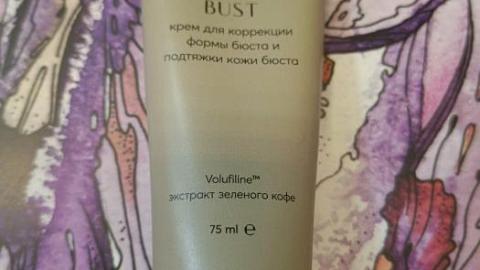 BUST
крем для коррекции
формы бюста и
подтяжки кожи бюста
Volufiline™
экстракт зеленого кофе
75 ml ℮